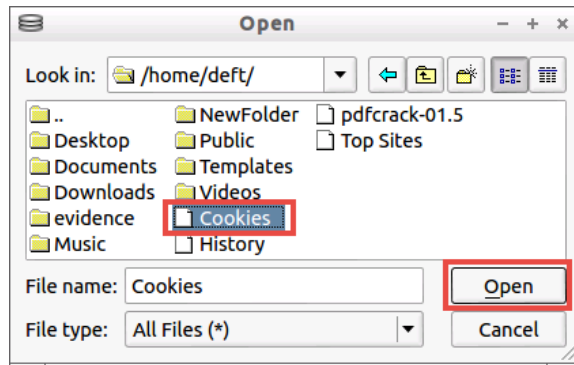 Open
Look in: /home/deft/
.. NewFolder pdfcrack-01.5
Desktop Public Top Sites
Documents Templates
Downloads Videos
evidence Cookies
Music History
File name: Cookies Open
File type: All Files (*) Cancel